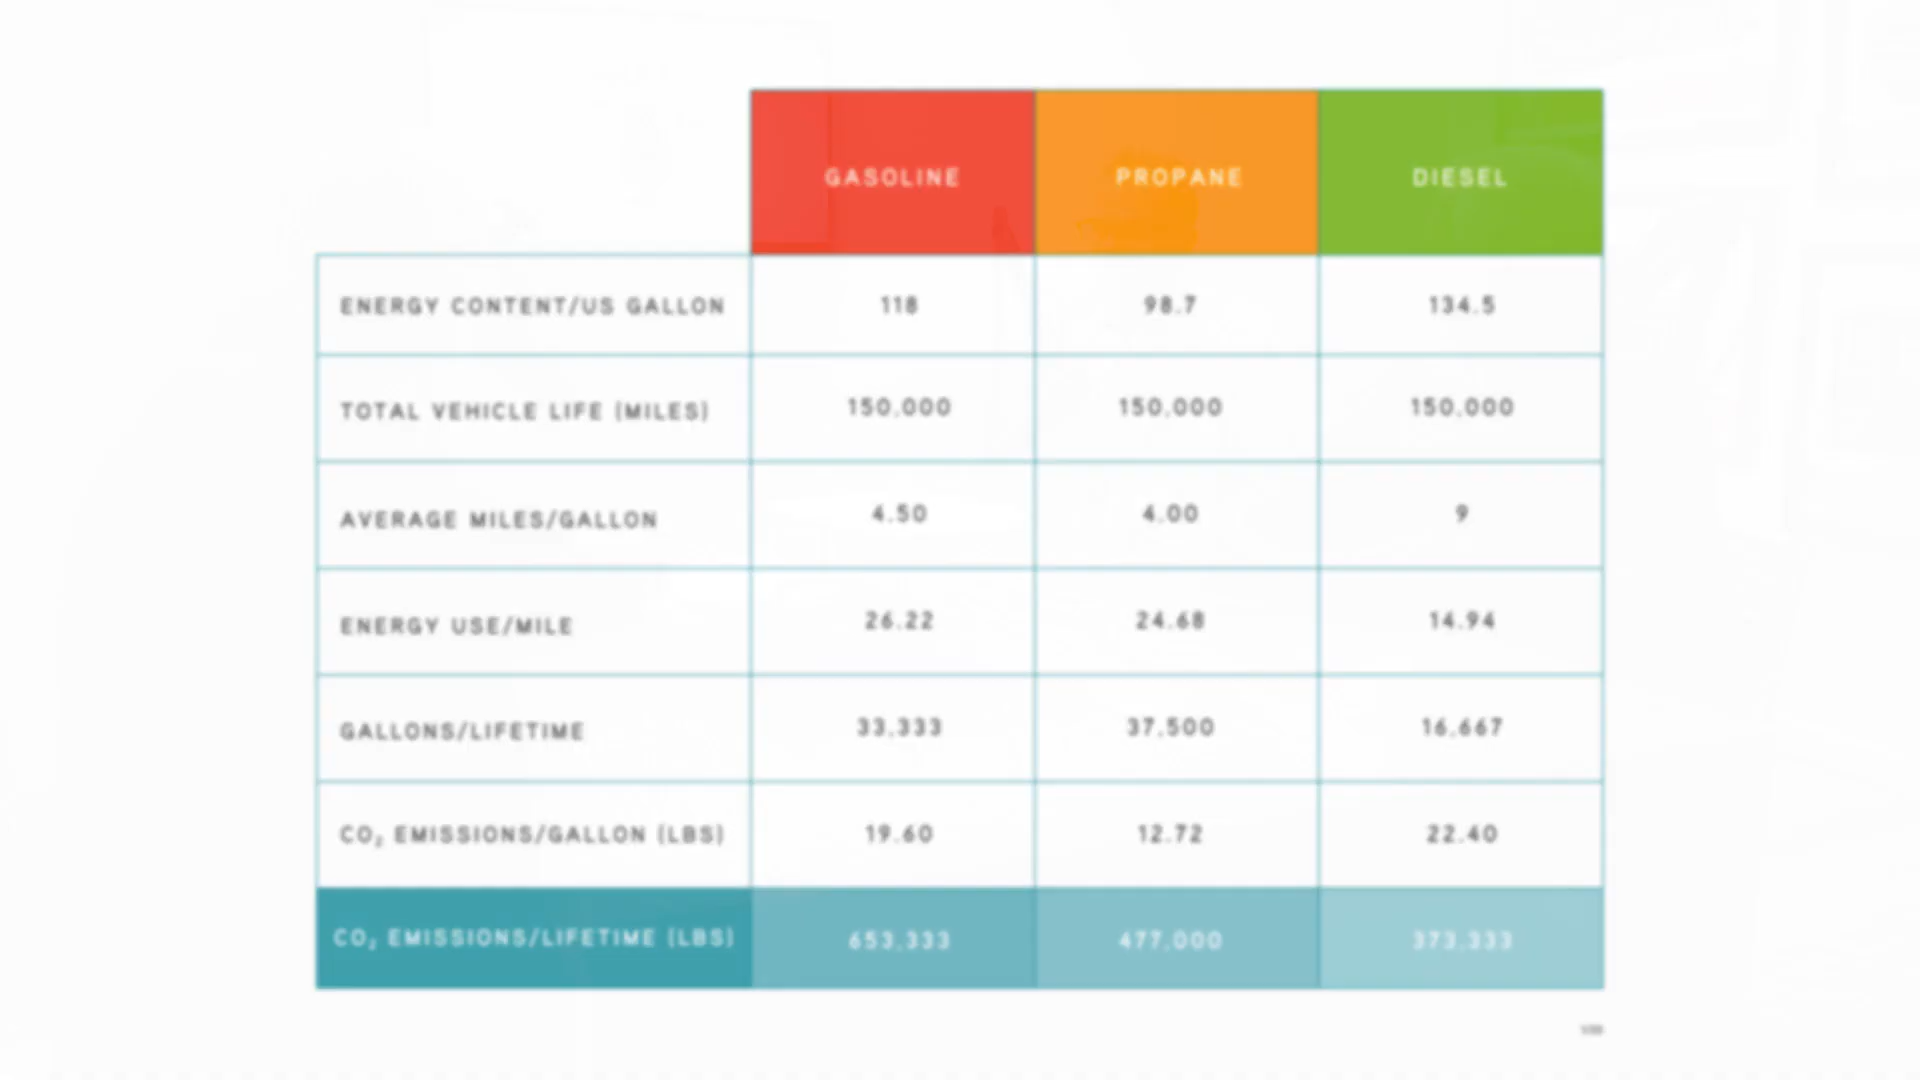 GASOLINE PROPANE DIESEL
ENERGY CONTENT/US GALLON 118 98.7 134.5
TOTAL VEHICLE LIFE (MILES) 150,000 150,000 150,000
AVERAGE MILES/GALLON 4.50 4.00 9
ENERGY USE/MILE 26.22 24.68 14.94
GALLONS/LIFETIME 33,333 37,500 16,667
CO₂ EMISSIONS/GALLON (LBS) 19.60 12.72 22.40
CO₂ EMISSIONS/LIFETIME (LBS) 653,333 477,000 373,333